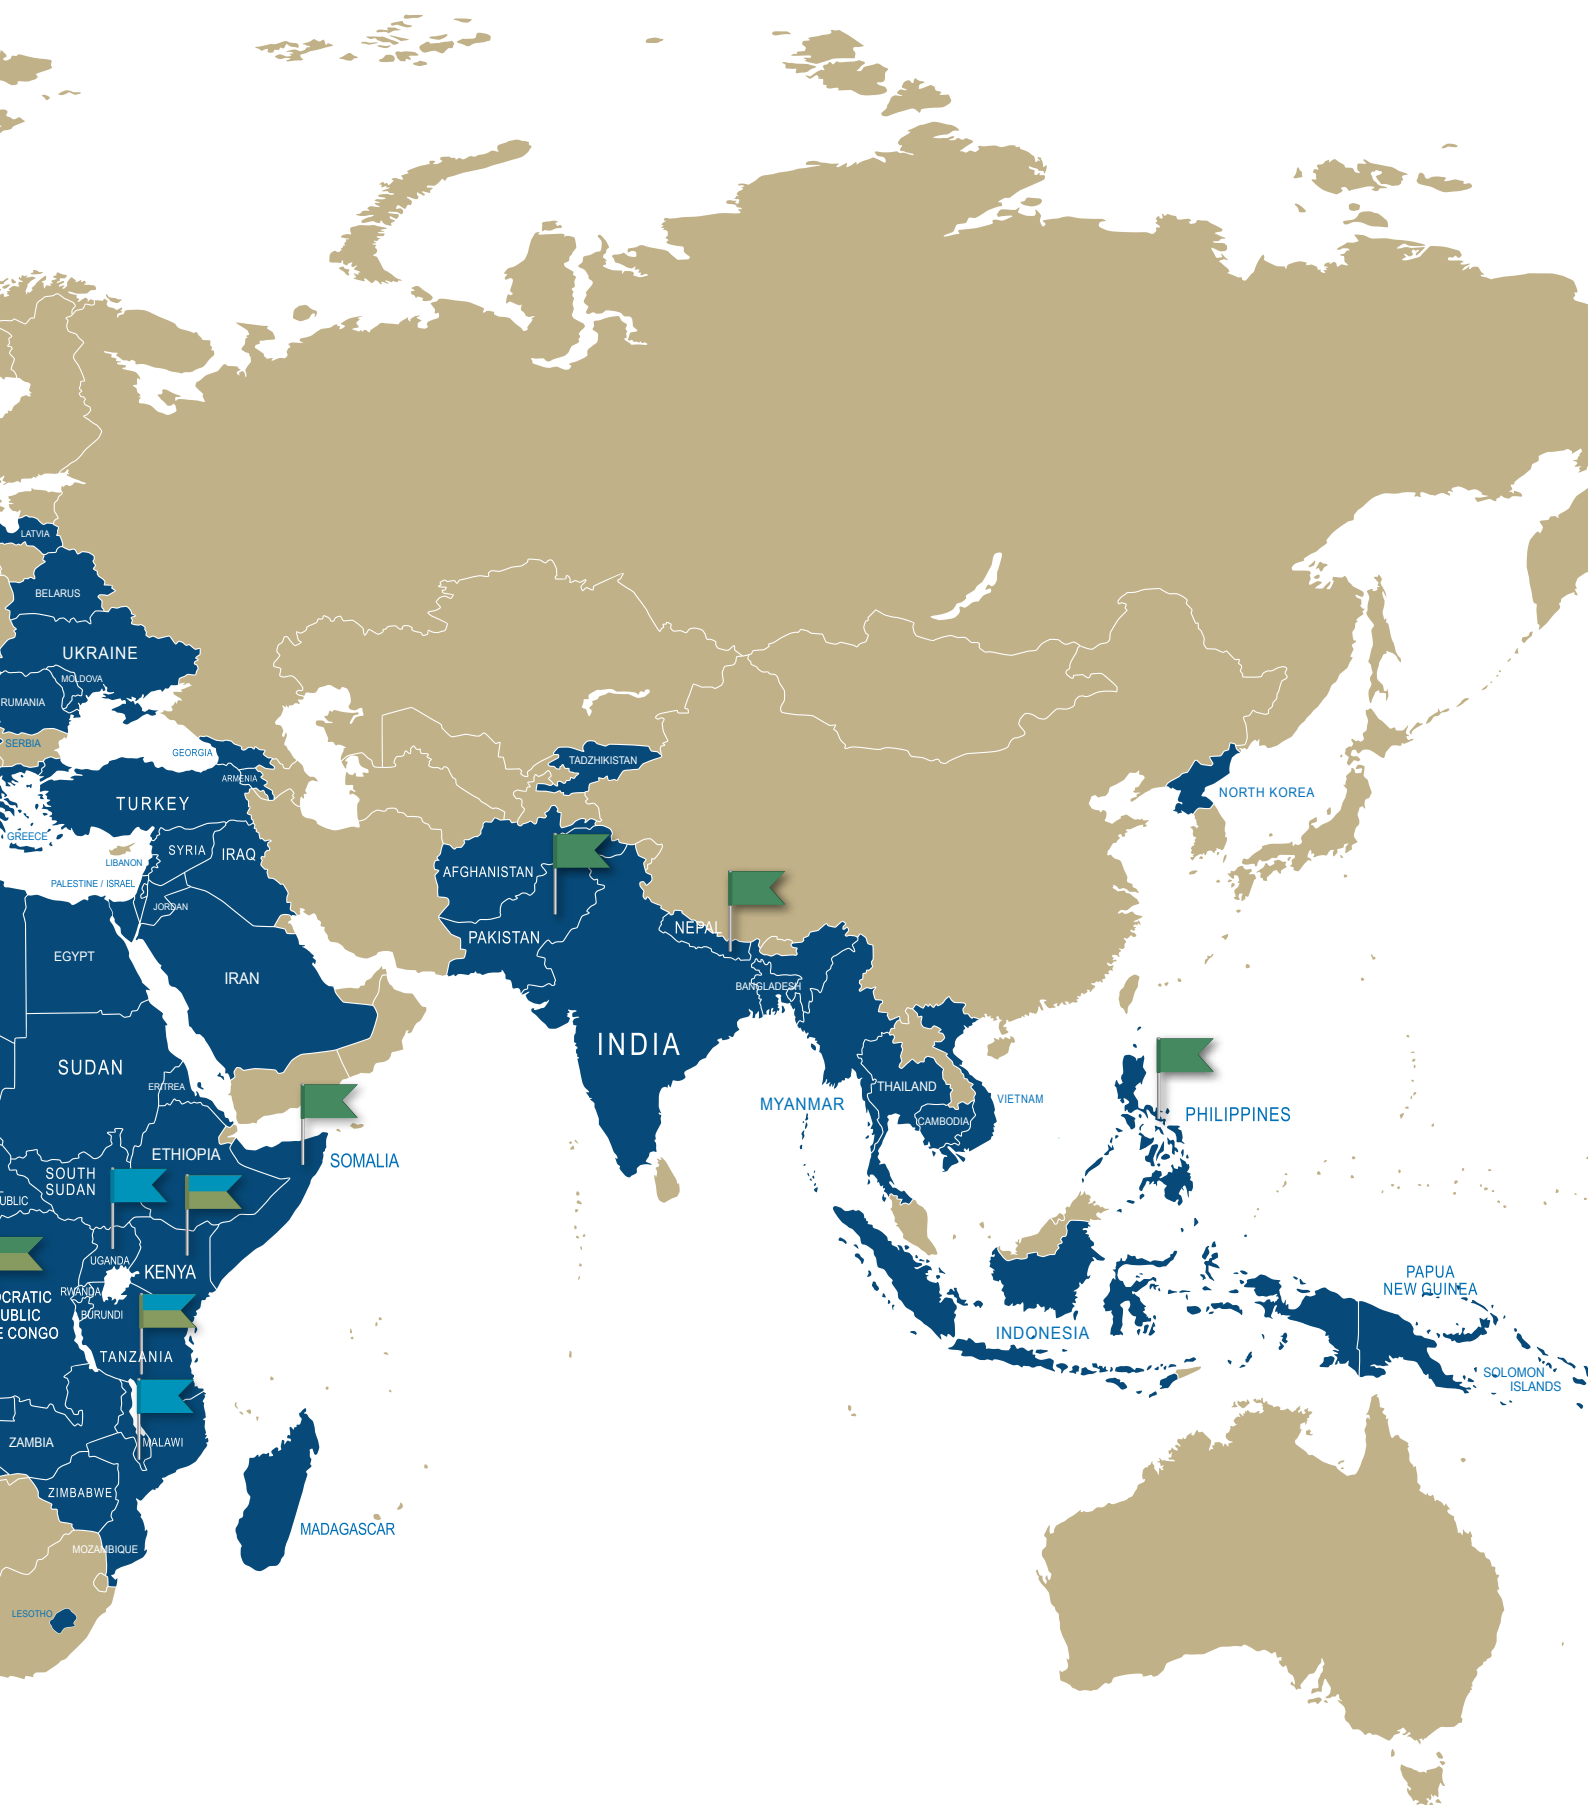 LATVIA
BELARUS
UKRAINE
MOLDOVA
RUMANIA
SERBIA
GEORGIA
ARMENIA
TADZHIKISTAN
NORTH KOREA
TURKEY
GREECE
SYRIA
IRAQ
LIBANON
PALESTINE / ISRAEL
JORDAN
AFGHANISTAN
PAKISTAN
NEPAL
EGYPT
IRAN
BANGLADESH
INDIA
SUDAN
ERITREA
THAILAND
MYANMAR
VIETNAM
CAMBODIA
PHILIPPINES
ETHIOPIA
SOMALIA
SOUTH
SUDAN
UBLIC
UGANDA
KENYA
RWANDA
BURUNDI
OCRATIC
UBLIC
E CONGO
TANZANIA
PAPUA
NEW GUINEA
INDONESIA
SOLOMON
ISLANDS
ZAMBIA
MALAWI
ZIMBABWE
MADAGASCAR
MOZAMBIQUE
LESOTHO